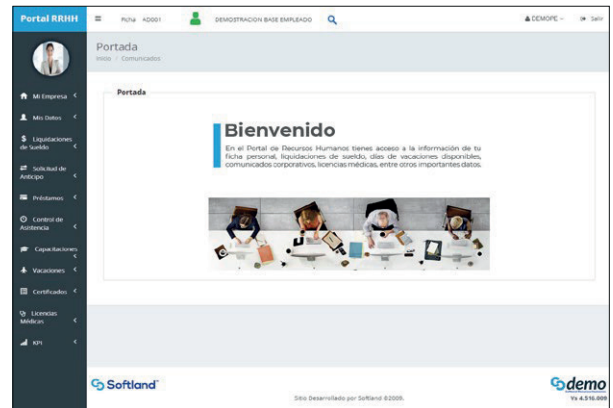 Portal RRHH
Ficha AD001
DEMOSTRACION BASE EMPLEADO
DEMOPE
Salir
Portada
Inicio / Comunicados
Mi Empresa
Mis Datos
Liquidaciones
de Sueldo
Solicitud de
Anticipo
Préstamos
Control de
Asistencia
Capacitaciones
Vacaciones
Certificados
Licencias
Médicas
KPI
Portada
Bienvenido
En el Portal de Recursos Humanos tienes acceso a la información de tu
ficha personal, liquidaciones de sueldo, días de vacaciones disponibles,
comunicados corporativos, licencias médicas, entre otros importantes datos.
Softland
Sitio Desarrollado por Softland ©2009.
demo
Vs 4.516.009